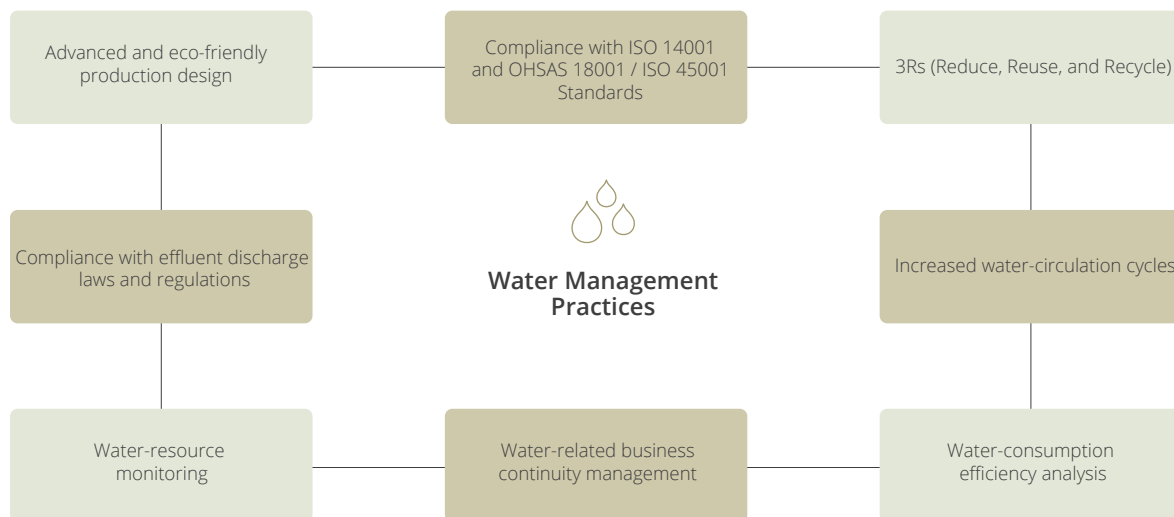 Advanced and eco-friendly
production design
Compliance with ISO 14001
and OHSAS 18001 / ISO 45001
Standards
3Rs (Reduce, Reuse, and Recycle)
Compliance with effluent discharge
laws and regulations
Water Management
Practices
Increased water-circulation cycles
Water-resource
monitoring
Water-related business
continuity management
Water-consumption
efficiency analysis